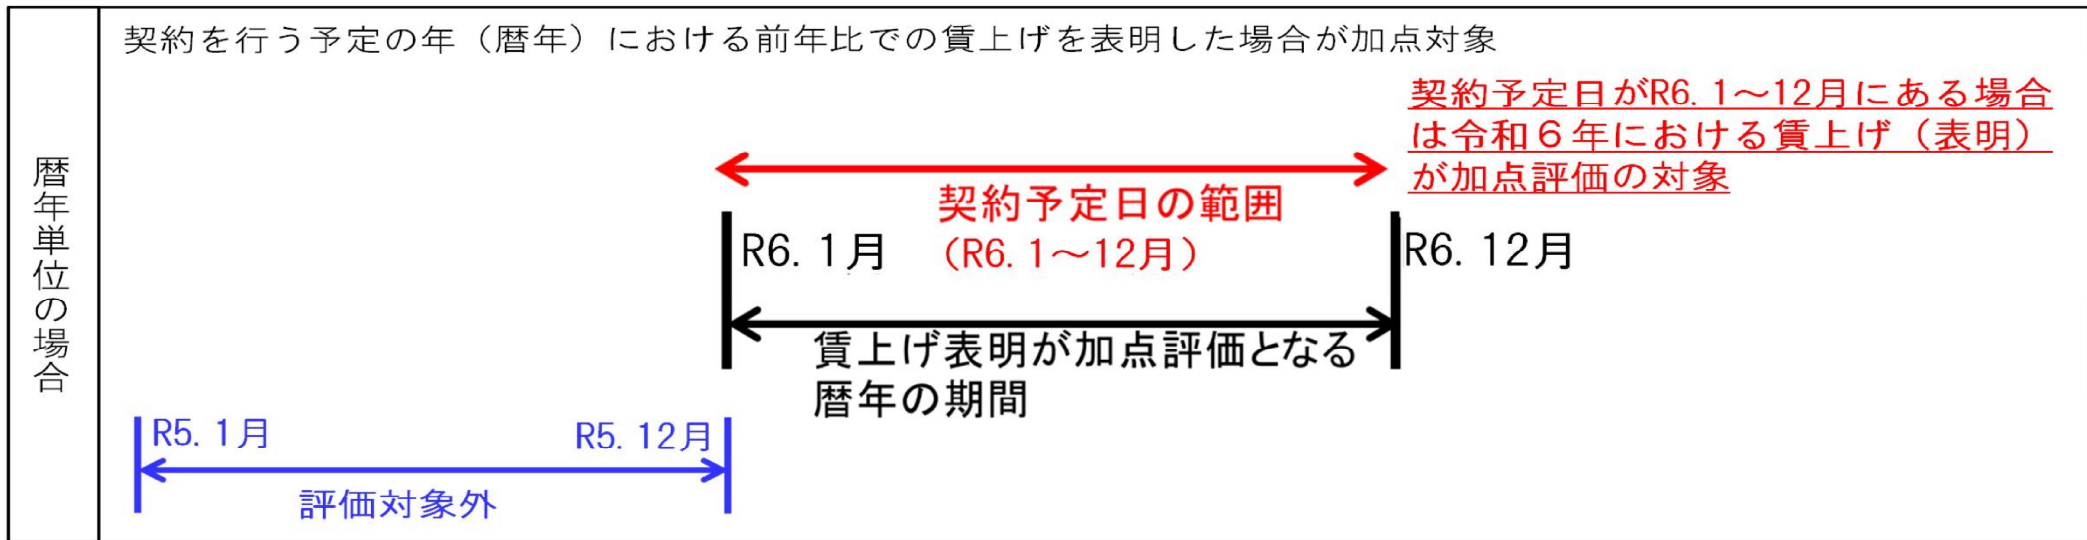 暦年単位の場合
契約を行う予定の年（暦年）における前年比での賃上げを表明した場合が加点対象
契約予定日がR6. 1～12月にある場合
は令和６年における賃上げ（表明）
が加点評価の対象
契約予定日の範囲
（R6. 1～12月）
R6. 1月
R6. 12月
賃上げ表明が加点評価となる
暦年の期間
R5. 1月
R5. 12月
評価対象外